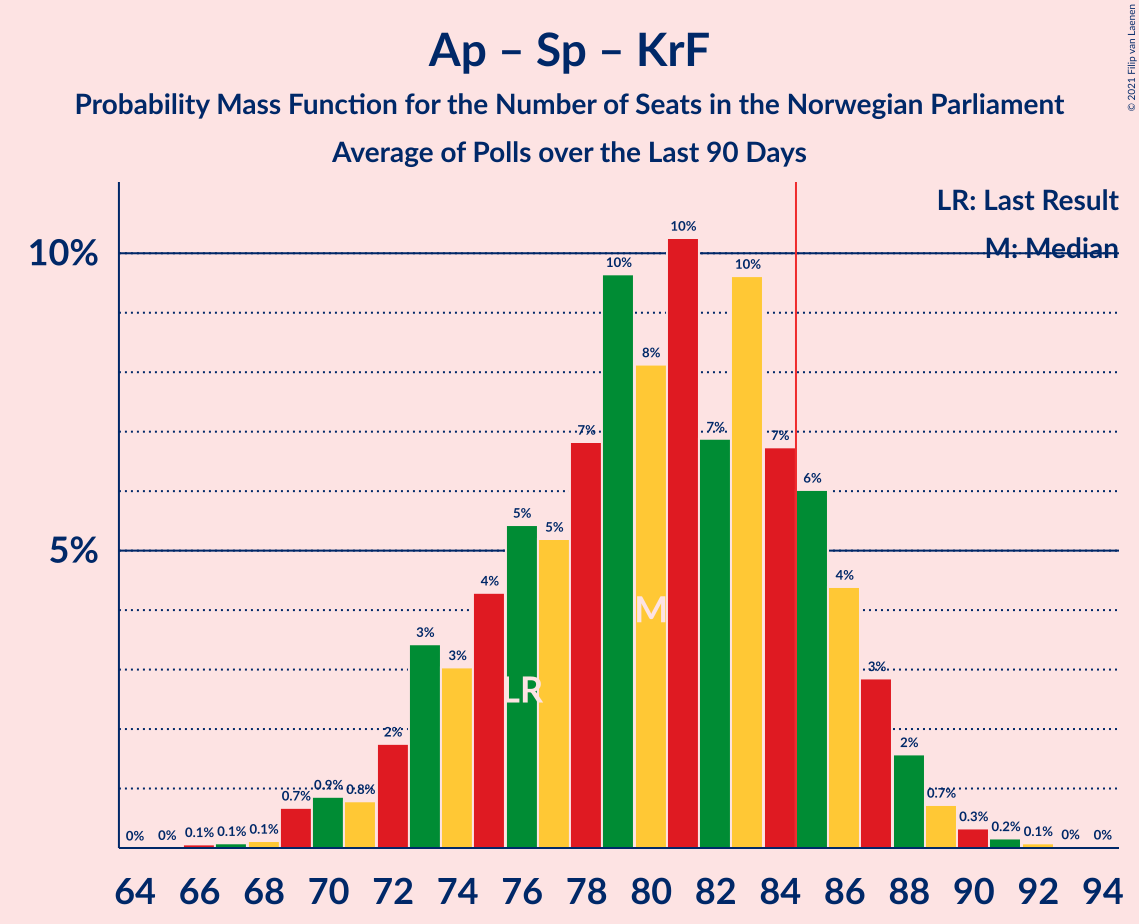 © 2021 Filip van Laenen
Ap – Sp – KrF
Probability Mass Function for the Number of Seats in the Norwegian Parliament
Average of Polls over the Last 90 Days
LR: Last Result
M: Median
10%
5%
0% 0% 0.1% 0.1% 0.1% 0.7% 0.9% 0.8% 2% 3% 3% 4% 5% 5% 7% 10% 8% 10% 7% 10% 7% 6% 4% 3% 2% 0.7% 0.3% 0.2% 0.1% 0% 0%
M
LR
64 66 68 70 72 74 76 78 80 82 84 86 88 90 92 94